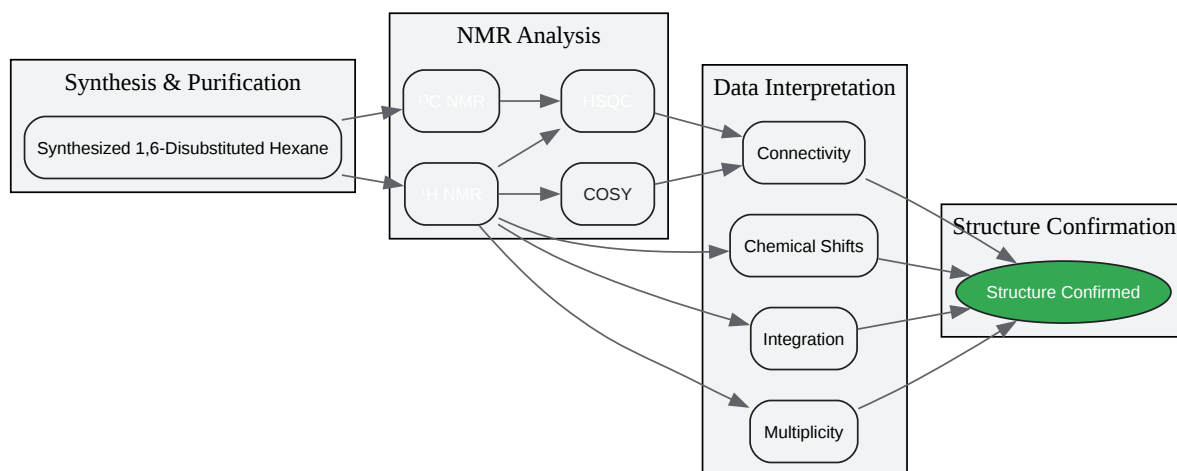 Synthesis & Purification
Synthesized 1,6-Disubstituted Hexane
NMR Analysis
¹³C NMR
HSQC
¹H NMR
COSY
Data Interpretation
Connectivity
Chemical Shifts
Integration
Multiplicity
Structure Confirmation
Structure Confirmed